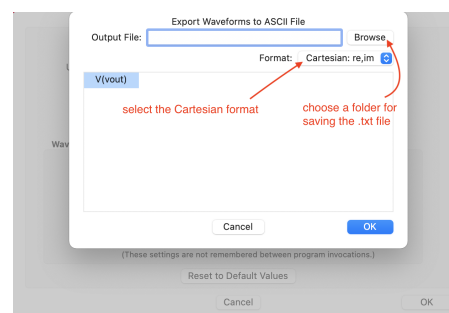 Export Waveforms to ASCII File
Output File:
Browse
Format: Cartesian: re,im
V(vout)
select the Cartesian format
choose a folder for
saving the .txt file
Wav
Cancel
OK
(These settings are not remembered between program invocations.)
Reset to Default Values
Cancel
OK